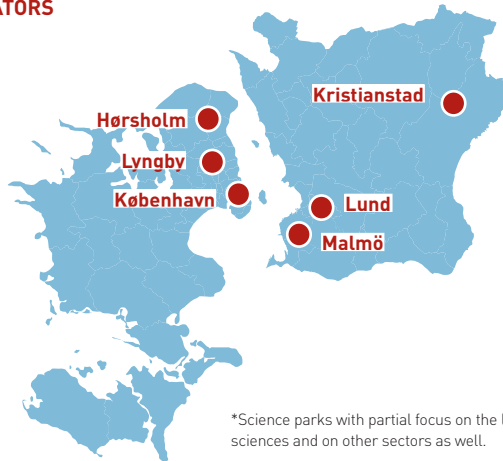 ATORS
Kristianstad
Hørsholm
Lyngby
København
Lund
Malmö
*Science parks with partial focus on the l
sciences and on other sectors as well.